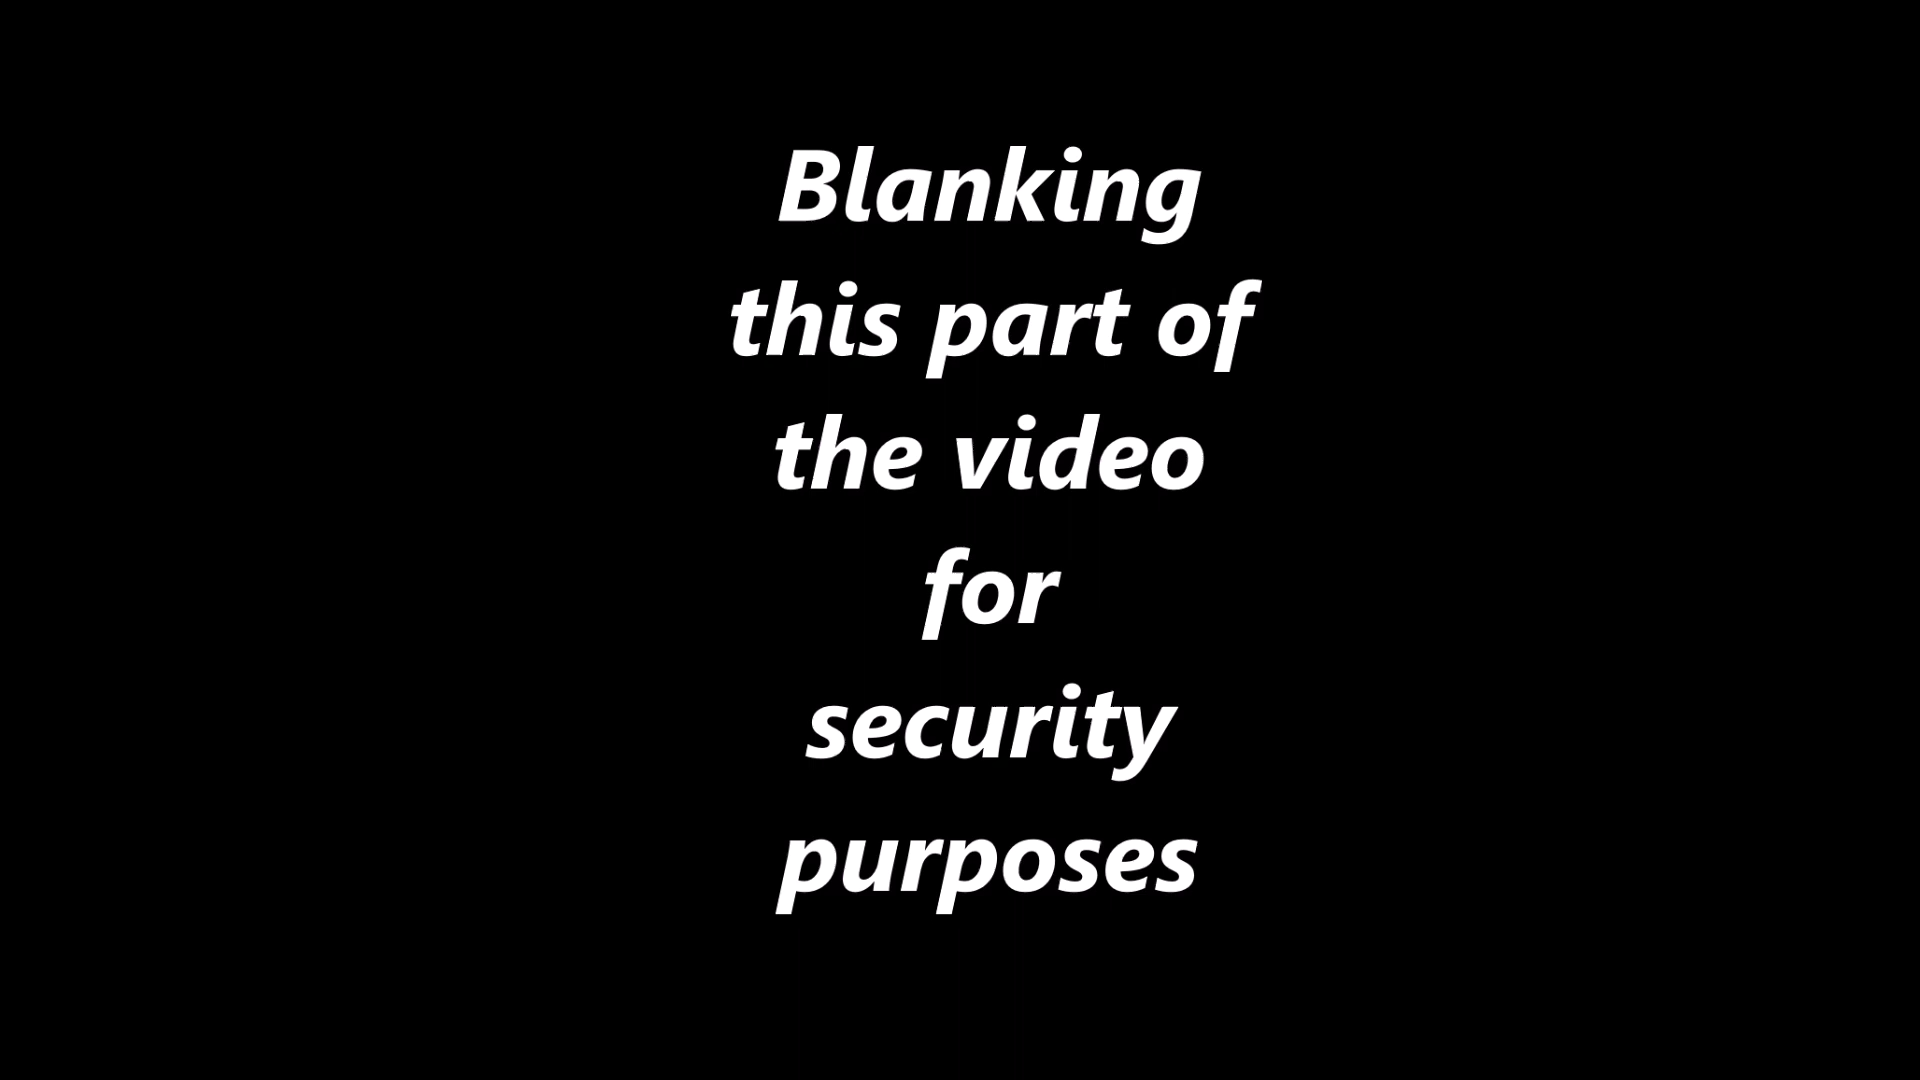 Blanking
this part of
the video
for
security
purposes